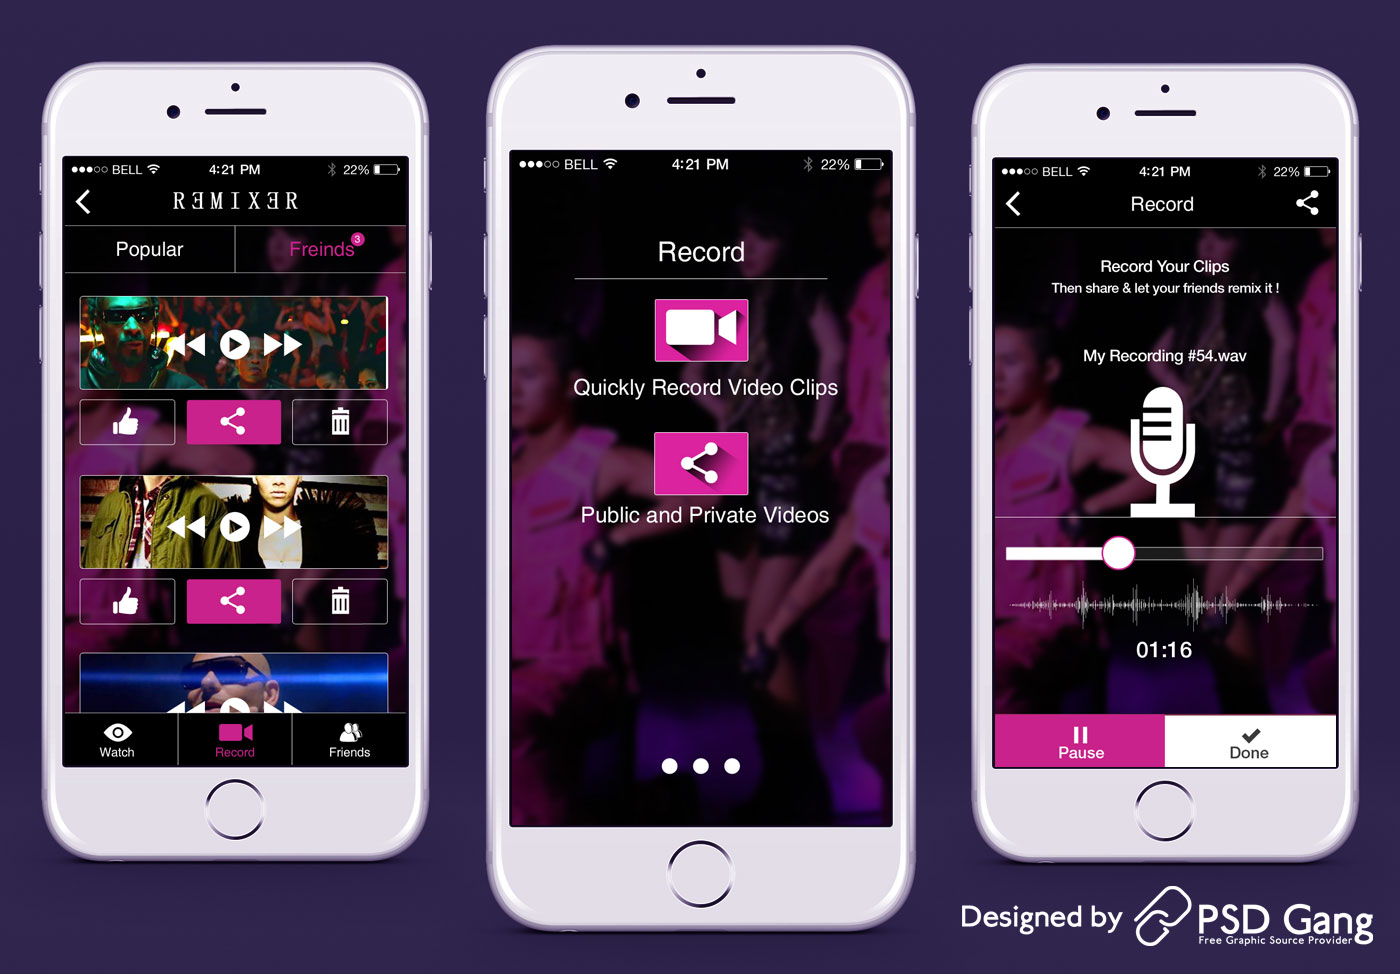 BELL 4:21 PM 22%
RƎMIXƎR
Popular Freinds 3
Watch Record Friends
BELL 4:21 PM 22%
Record
Quickly Record Video Clips
Public and Private Videos
BELL 4:21 PM 22%
Record
Record Your Clips
Then share & let your friends remix it !
My Recording #54.wav
01:16
Pause Done
Designed by PSD Gang
Free Graphic Source Provider